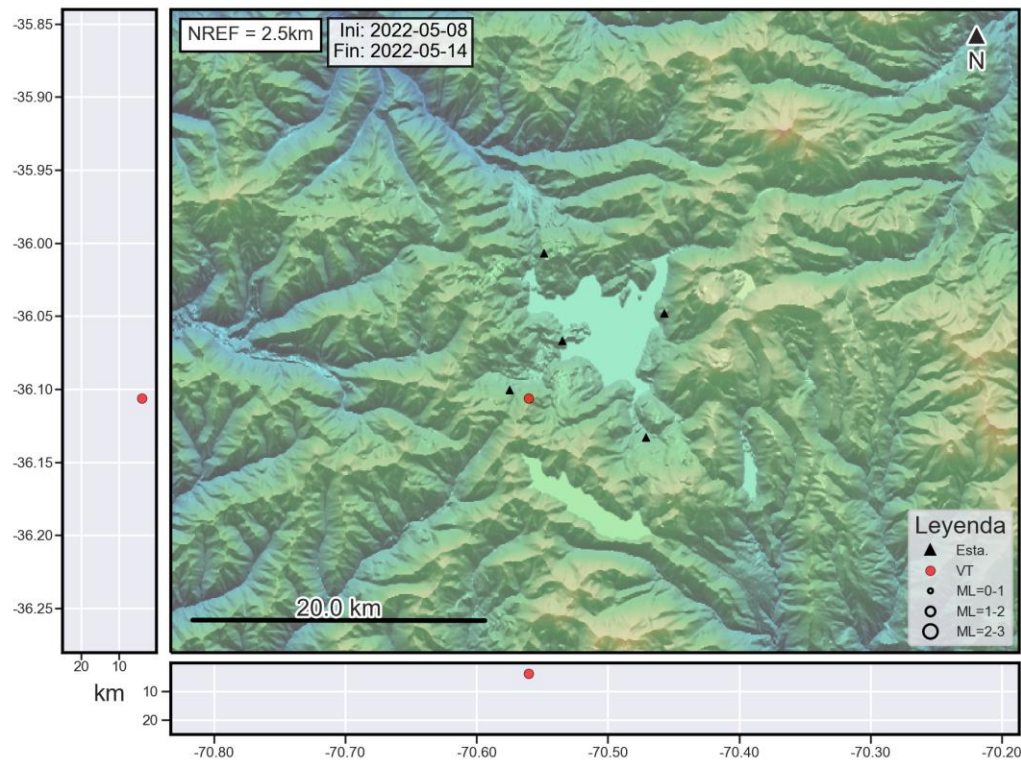 NREF = 2.5km
Ini: 2022-05-08
Fin: 2022-05-14
N
-35.85
-35.90
-35.95
-36.00
-36.05
-36.10
-36.15
-36.20
-36.25
20 10
km
20.0 km
Leyenda
Esta.
VT
ML=0-1
ML=1-2
ML=2-3
10
20
-70.80 -70.70 -70.60 -70.50 -70.40 -70.30 -70.20